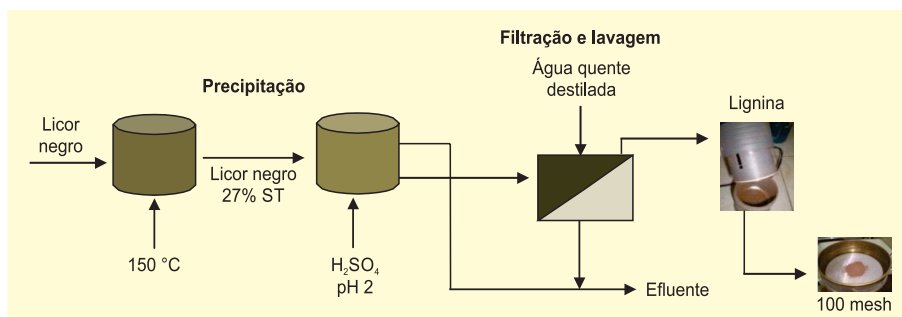 Licor
negro
150 °C
Precipitação
Licor negro
27% ST
H₂SO₄
pH 2
Filtração e lavagem
Água quente
destilada
Efluente
Lignina
100 mesh